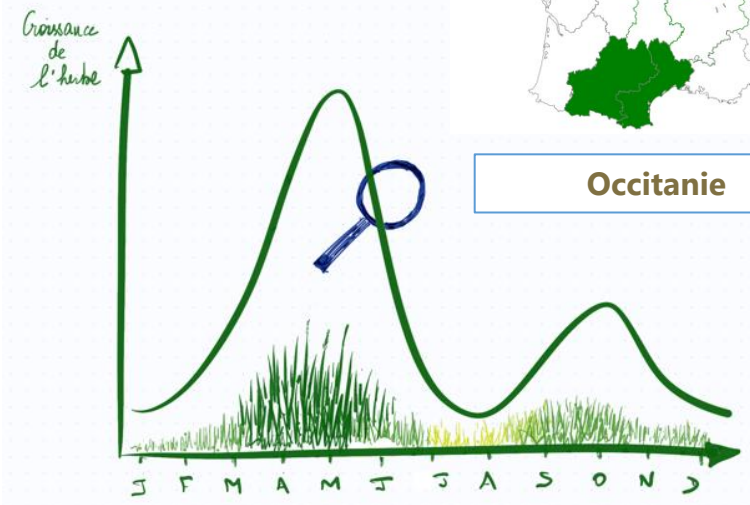 Croissance
de
l'herbe
Occitanie
J F M A M J J A S O N D